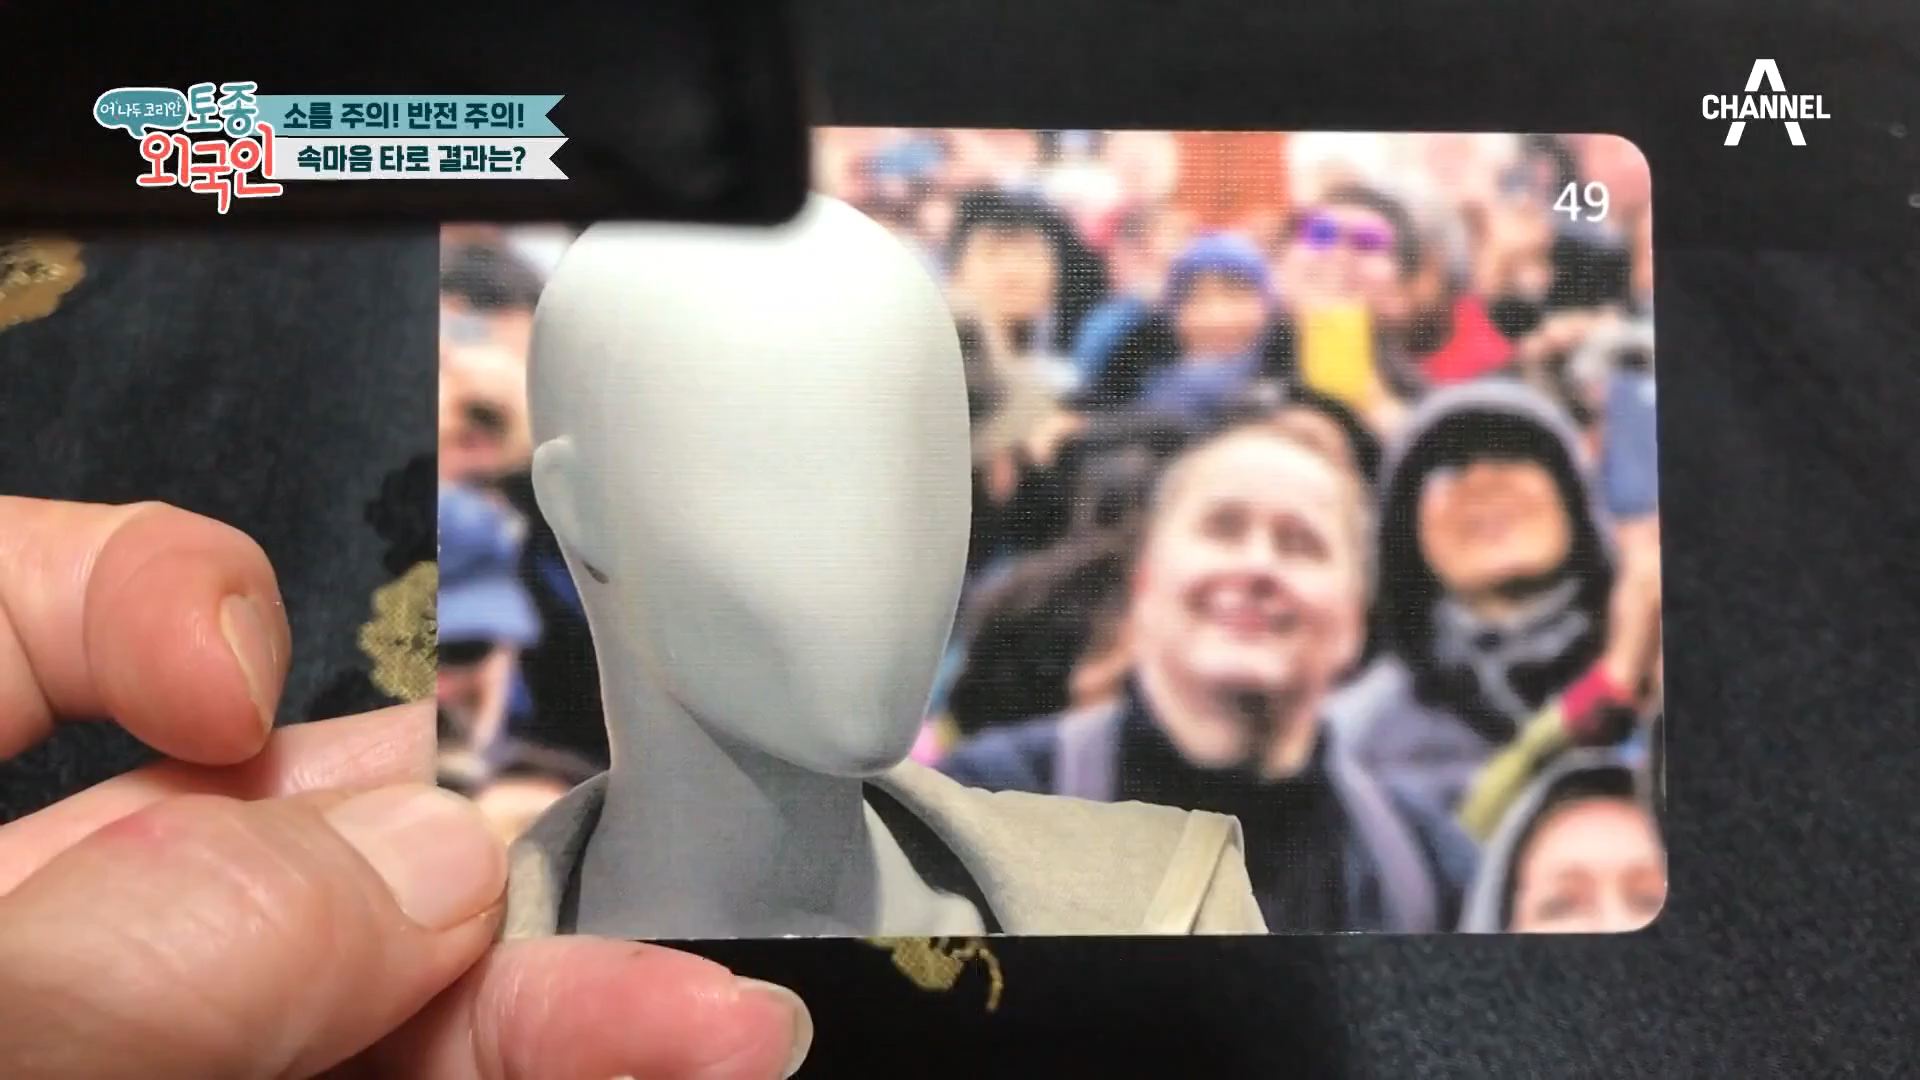 어나두 코리안
토종
외국인
소름 주의! 반전 주의!
속마음 타로 결과는?
CHANNEL A
49